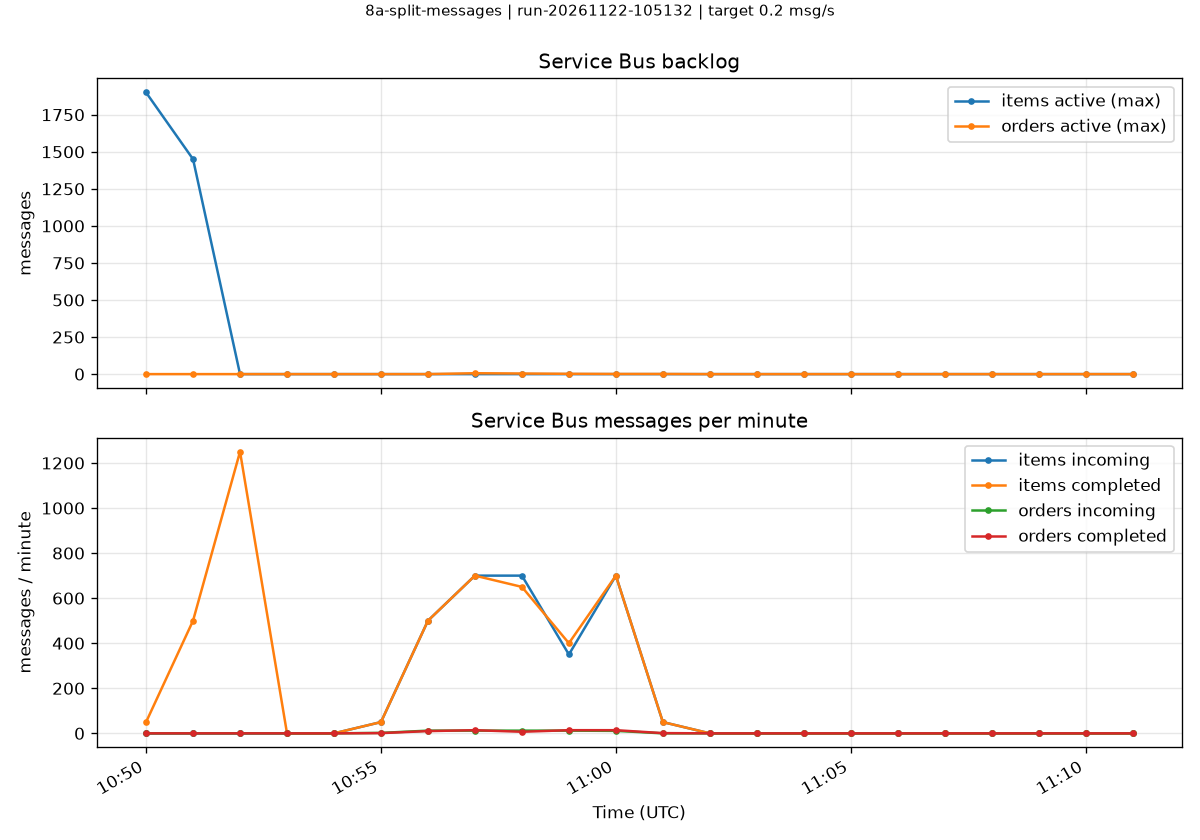 8a-split-messages | run-20261122-105132 | target 0.2 msg/s
Service Bus backlog
items active (max)
orders active (max)
1750
1500
1250
1000
750
500
250
0
messages
Service Bus messages per minute
items incoming
items completed
orders incoming
orders completed
1200
1000
800
600
400
200
0
messages / minute
10:50
10:55
11:00
11:05
11:10
Time (UTC)